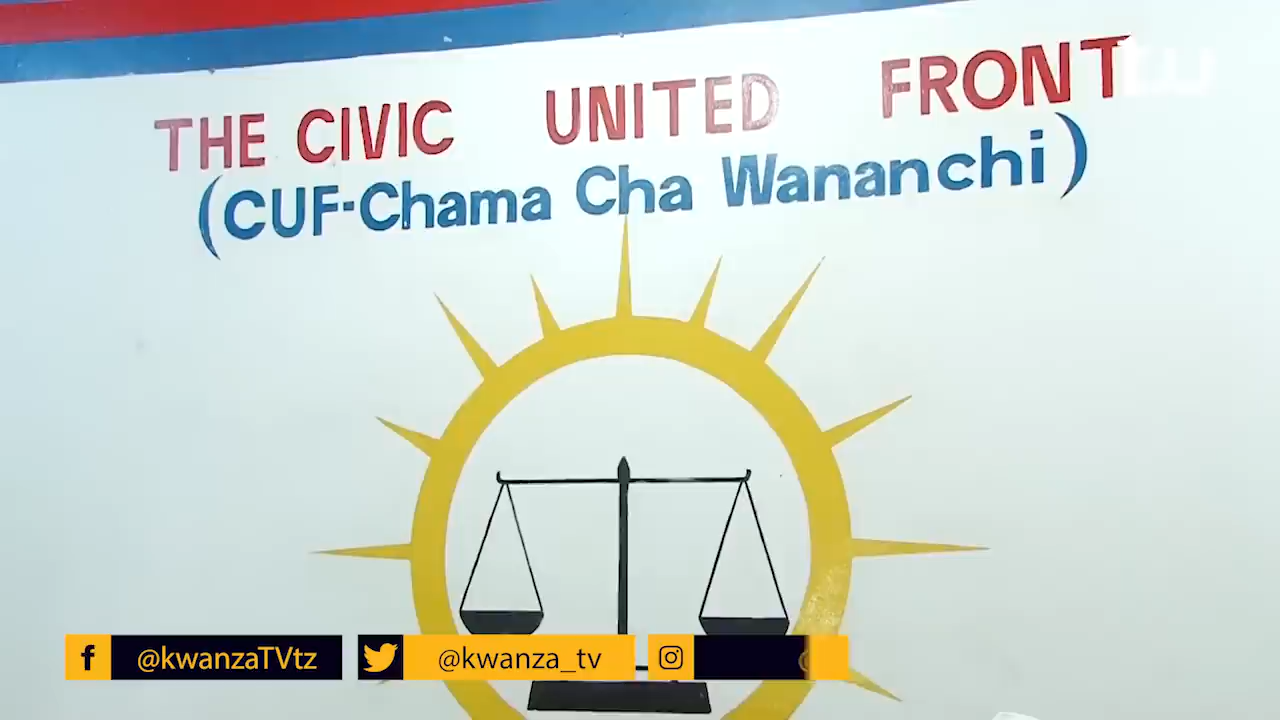 THE CIVIC UNITED FRONT
(CUF-Chama Cha Wananchi)
@kwanzaTVtz
@kwanza_tv